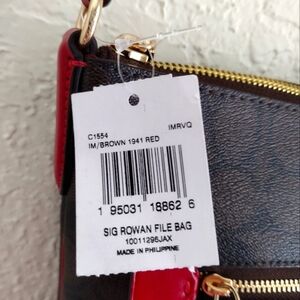 C1554 IMRVQ
IM/BROWN 1941 RED
1 95031 18862 6
SIG ROWAN FILE BAG
10011296JAX
MADE IN PHILIPPINE